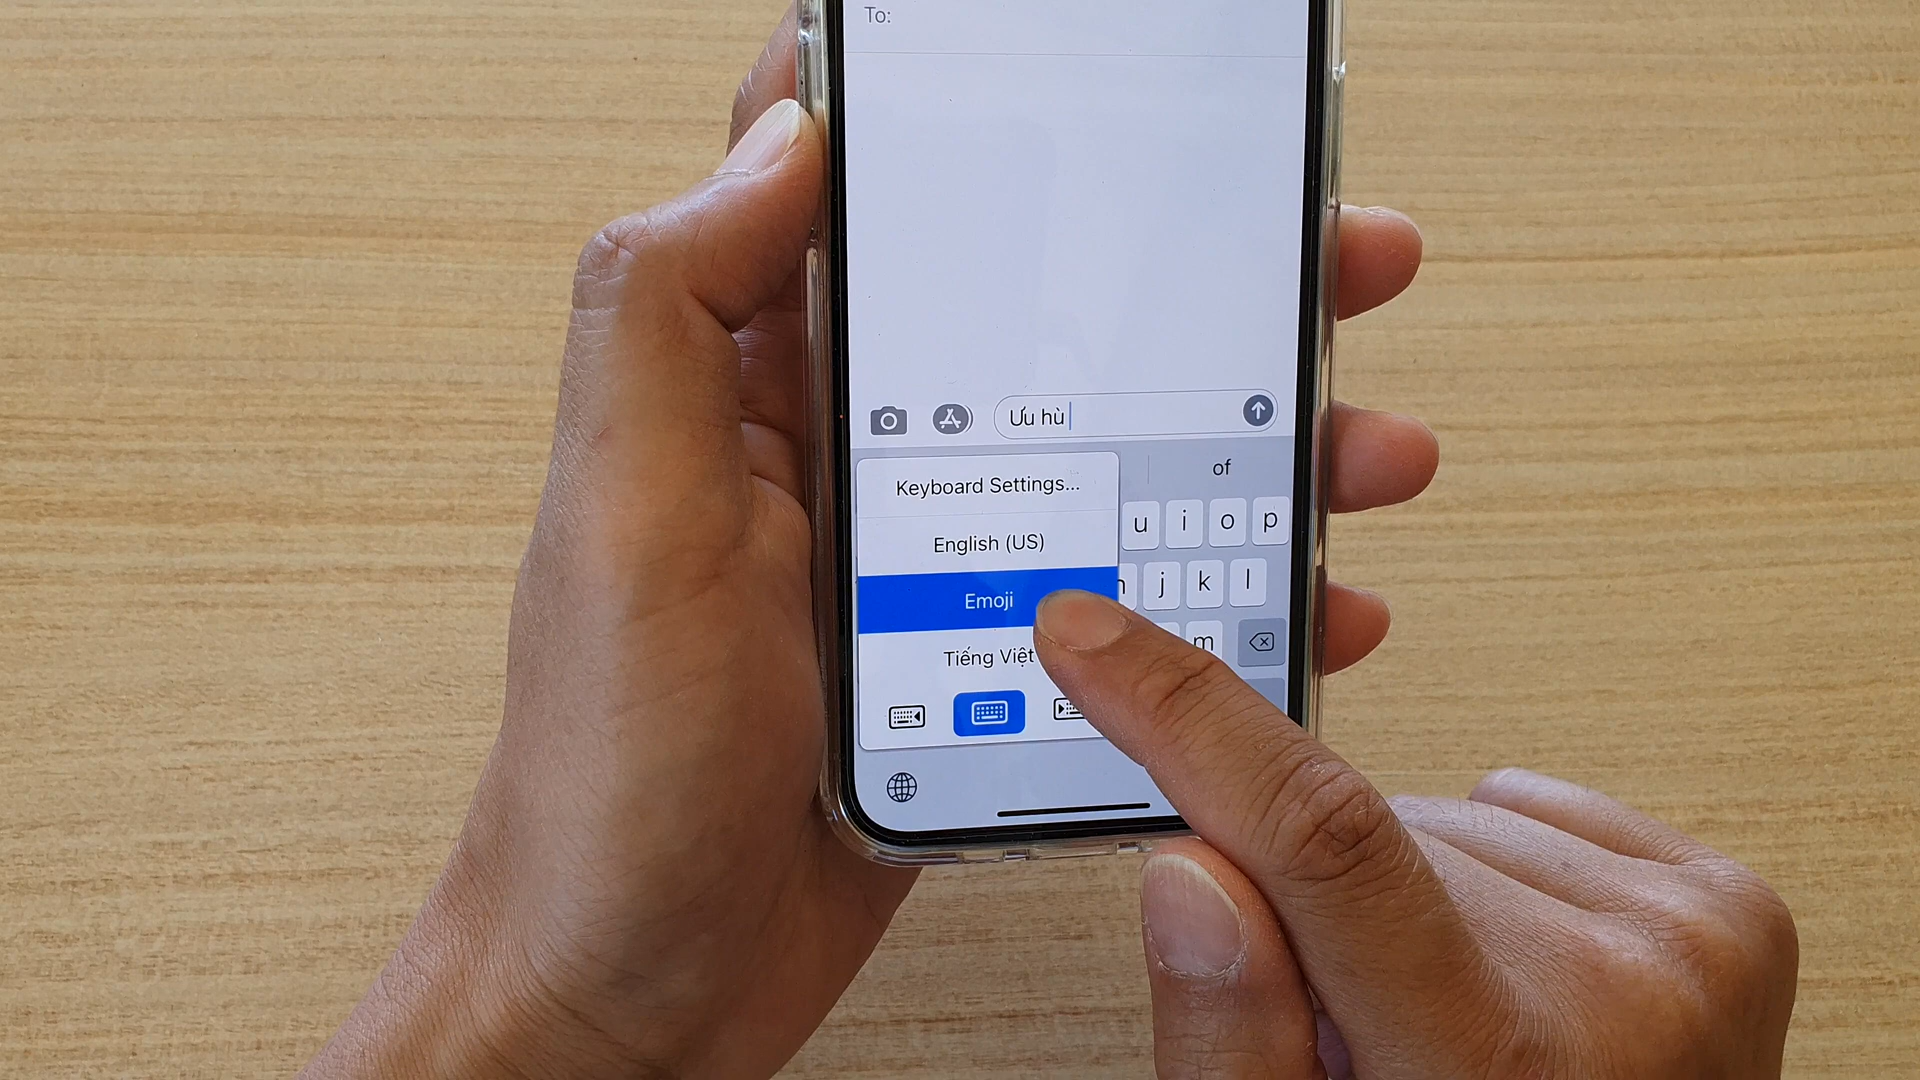 To:
Ưu hù
of
Keyboard Settings...
English (US)
Emoji
Tiếng Việt
u i o p
j k l
m